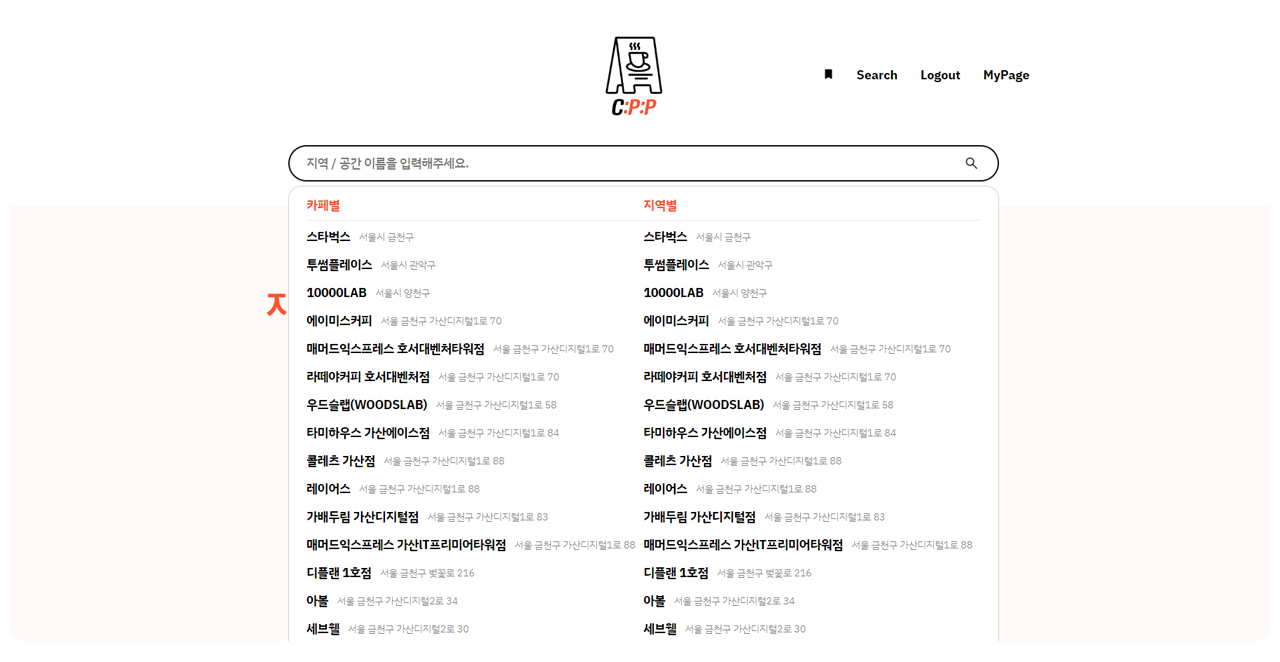 C:P:P
Search Logout MyPage
지역 / 공간 이름을 입력해주세요.
카페별 지역별
스타벅스 서울시 금천구 스타벅스 서울시 금천구
투썸플레이스 서울시 관악구 투썸플레이스 서울시 관악구
10000LAB 서울시 양천구 10000LAB 서울시 양천구
지
에이미스커피 서울 금천구 가산디지털1로 70 에이미스커피 서울 금천구 가산디지털1로 70
매머드익스프레스 호서대벤처타워점 서울 금천구 가산디지털1로 70 매머드익스프레스 호서대벤처타워점 서울 금천구 가산디지털1로 70
라떼야커피 호서대벤처점 서울 금천구 가산디지털1로 70 라떼야커피 호서대벤처점 서울 금천구 가산디지털1로 70
우드슬랩(WOODSLAB) 서울 금천구 가산디지털1로 58 우드슬랩(WOODSLAB) 서울 금천구 가산디지털1로 58
타미하우스 가산에이스점 서울 금천구 가산디지털1로 84 타미하우스 가산에이스점 서울 금천구 가산디지털1로 84
콜레츠 가산점 서울 금천구 가산디지털1로 88 콜레츠 가산점 서울 금천구 가산디지털1로 88
레이어스 서울 금천구 가산디지털1로 88 레이어스 서울 금천구 가산디지털1로 88
가배두림 가산디지털점 서울 금천구 가산디지털1로 83 가배두림 가산디지털점 서울 금천구 가산디지털1로 83
매머드익스프레스 가산IT프리미어타워점 서울 금천구 가산디지털1로 88 매머드익스프레스 가산IT프리미어타워점 서울 금천구 가산디지털1로 88
디플랜 1호점 서울 금천구 벚꽃로 216 디플랜 1호점 서울 금천구 벚꽃로 216
아볼 서울 금천구 가산디지털2로 34 아볼 서울 금천구 가산디지털2로 34
세브웰 서울 금천구 가산디지털2로 30 세브웰 서울 금천구 가산디지털2로 30